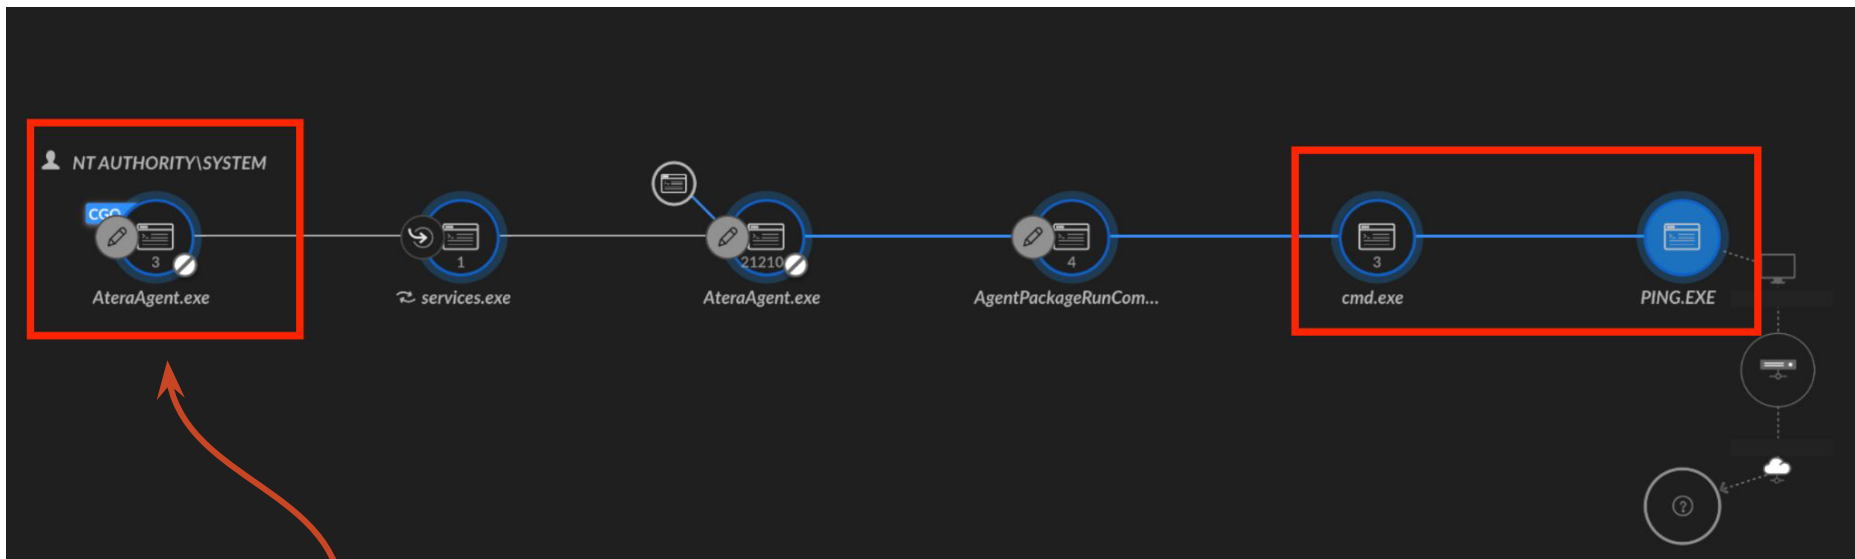 NT AUTHORITY\SYSTEM
CGO
3
AteraAgent.exe
1
services.exe
21210
AteraAgent.exe
4
AgentPackageRunCom...
3
cmd.exe
PING.EXE
?